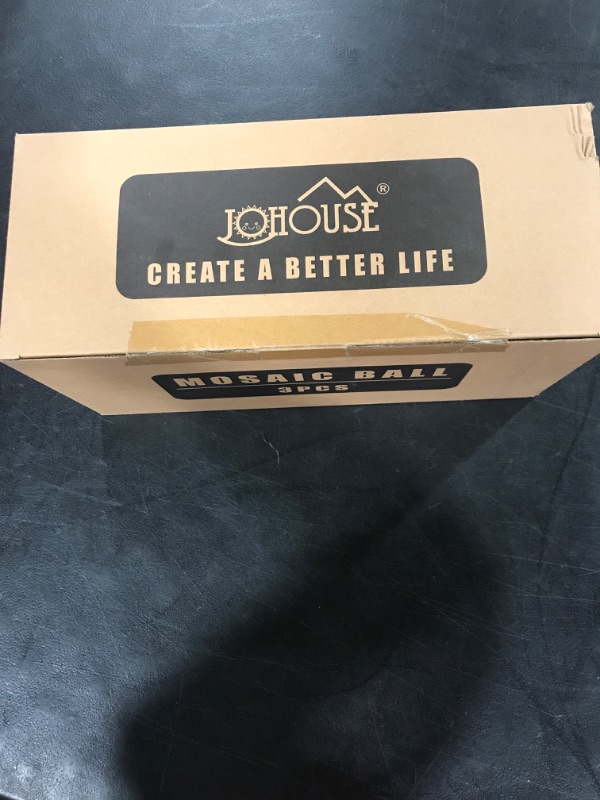 JOHOUSE®
CREATE A BETTER LIFE
MOSAIC BALL
3PCS